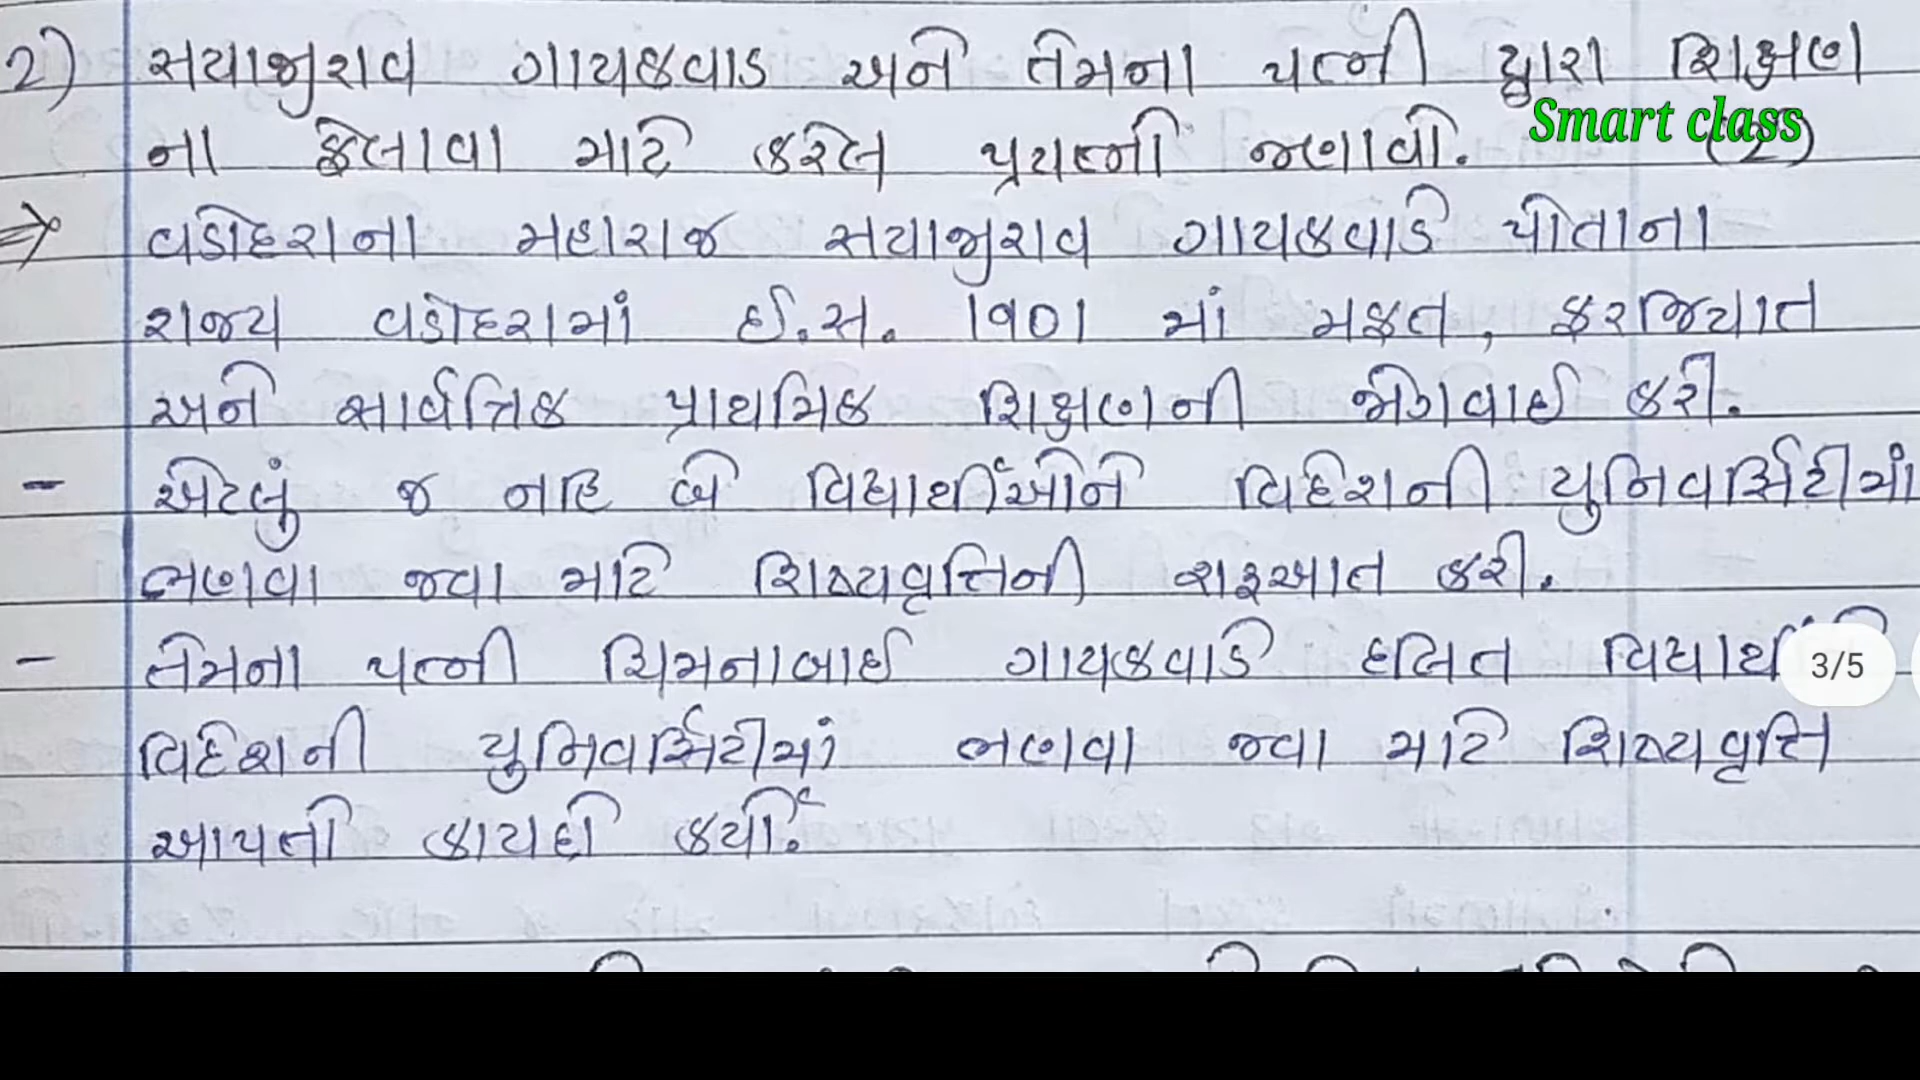 2) સયાજીરાવ ગાયકવાડ અને તેમના પત્ની દ્વારા શિક્ષણ
Smart class
ના ફેલાવા માટે કરેલ પ્રયત્નો જણાવો. (2)
⇒ વડોદરાના મહારાજ સયાજીરાવ ગાયકવાડે પોતાના
રાજ્ય વડોદરામાં ઈ.સ. 1901 માં મફત, ફરજિયાત
અને સાર્વત્રિક પ્રાથમિક શિક્ષણની જોગવાઈ કરી.
- એટલું જ નહિ બે વિદ્યાર્થીઓને વિદેશની યુનિવર્સિટીમાં
ભણવા જવા માટે શિષ્યવૃત્તિની શરૂઆત કરી.
- તેમના પત્ની ચિમનાબાઈ ગાયકવાડે દલિત
3/5
વિદેશની યુનિવર્સિટીમાં ભણવા જવા માટે શિષ્યવૃત્તિ
આપતો કાયદો કર્યો.